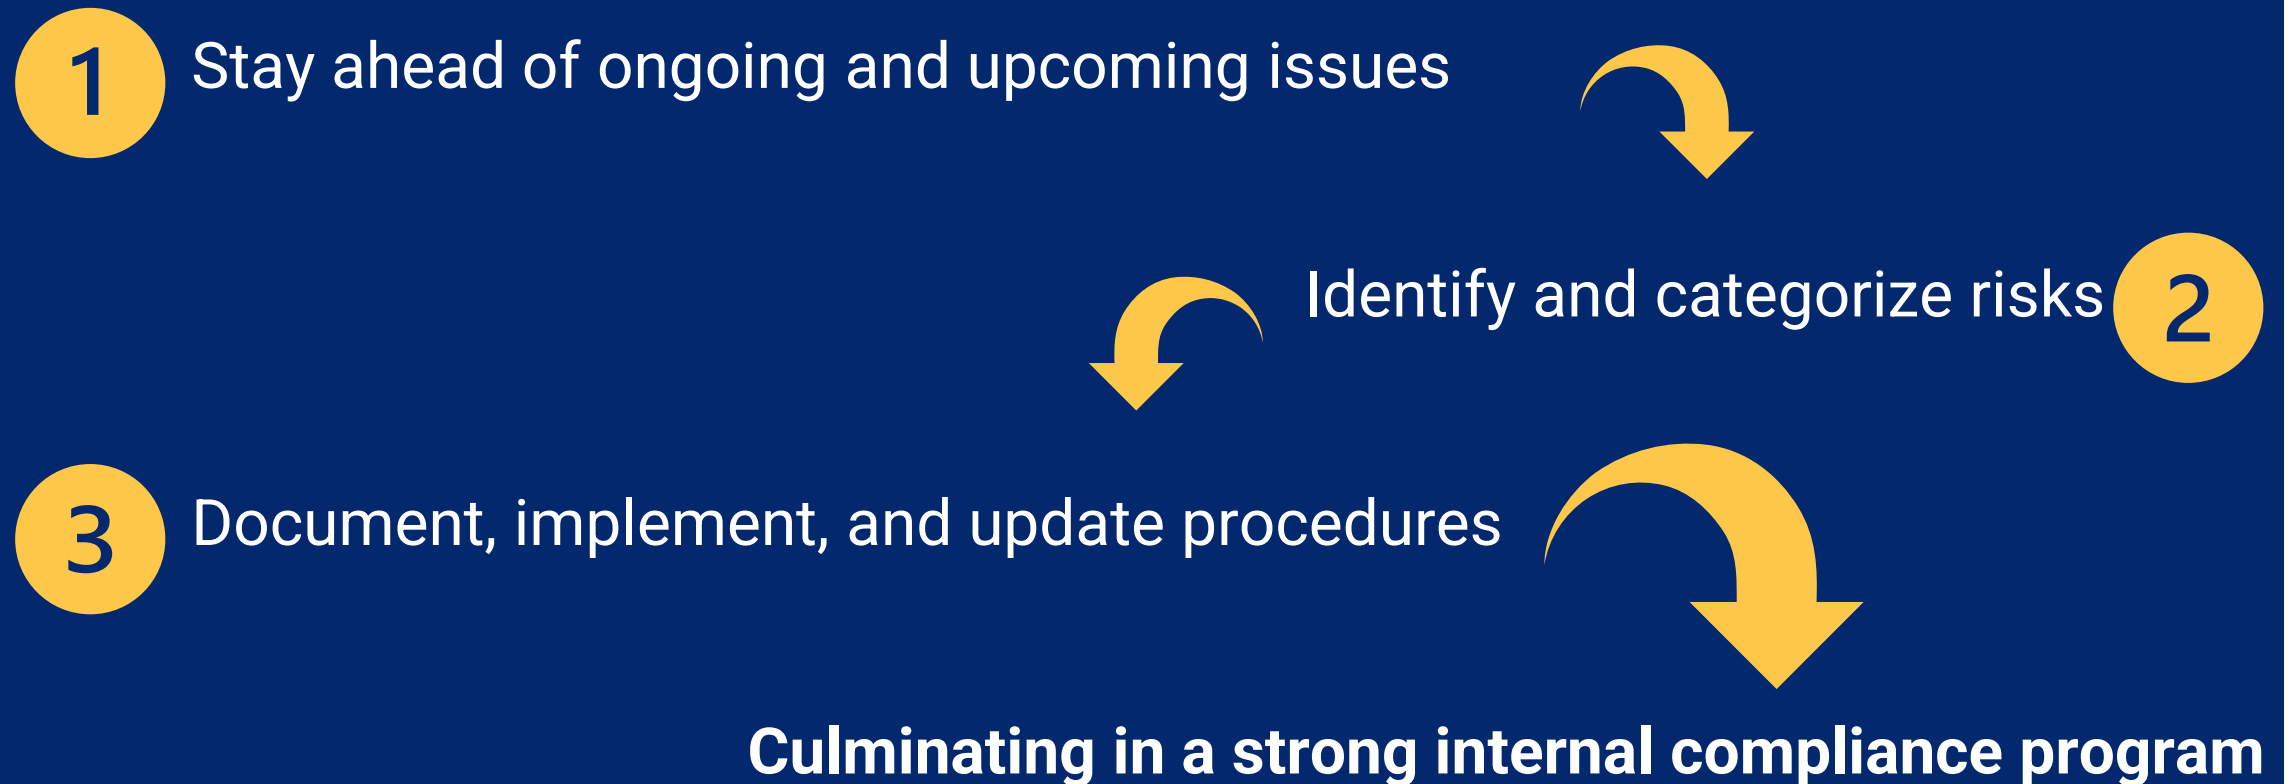 1 Stay ahead of ongoing and upcoming issues
Identify and categorize risks 2
3 Document, implement, and update procedures
Culminating in a strong internal compliance program